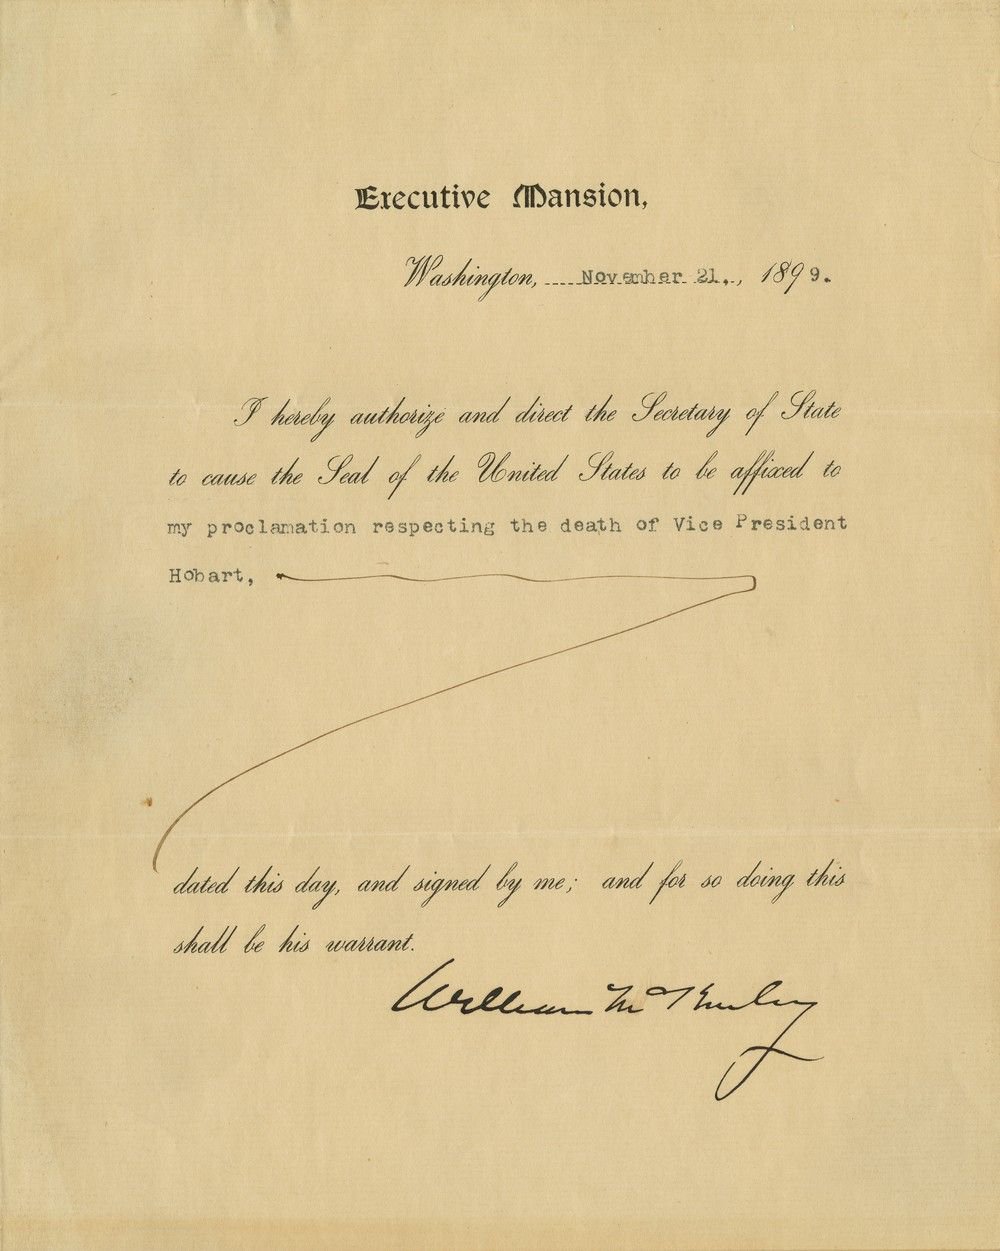 Executive Mansion,
Washington, November 21., 1899.
I hereby authorize and direct the Secretary of State
to cause the Seal of the United States to be affixed to
my proclamation respecting the death of Vice President
Hobart,
dated this day, and signed by me; and for so doing this
shall be his warrant.
William McKinley